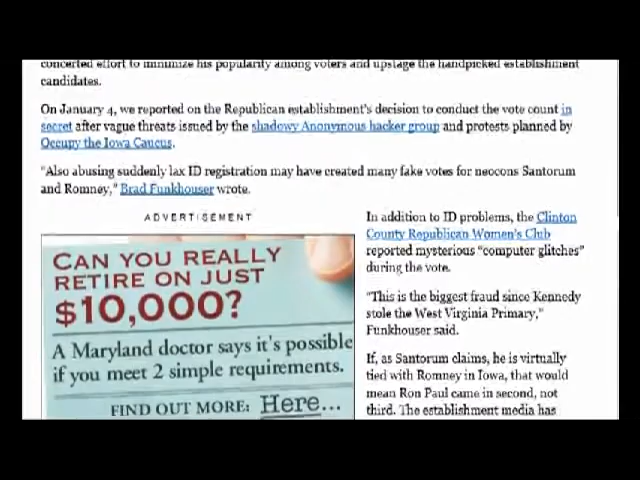 concerted effort to minimize his popularity among voters and upstage the handpicked establishment
candidates.
On January 4, we reported on the Republican establishment's decision to conduct the vote count in
secret after vague threats issued by the shadowy Anonymous hacker group and protests planned by
Occupy the Iowa Caucus.
"Also abusing suddenly lax ID registration may have created many fake votes for neocons Santorum
and Romney," Brad Funkhouser wrote.
ADVERTISEMENT
CAN YOU REALLY
RETIRE ON JUST
$10,000?
A Maryland doctor says it's possible
if you meet 2 simple requirements.
FIND OUT MORE: Here...
In addition to ID problems, the Clinton
County Republican Women's Club
reported mysterious "computer glitches"
during the vote.
"This is the biggest fraud since Kennedy
stole the West Virginia Primary,"
Funkhouser said.
If, as Santorum claims, he is virtually
tied with Romney in Iowa, that would
mean Ron Paul came in second, not
third. The establishment media has